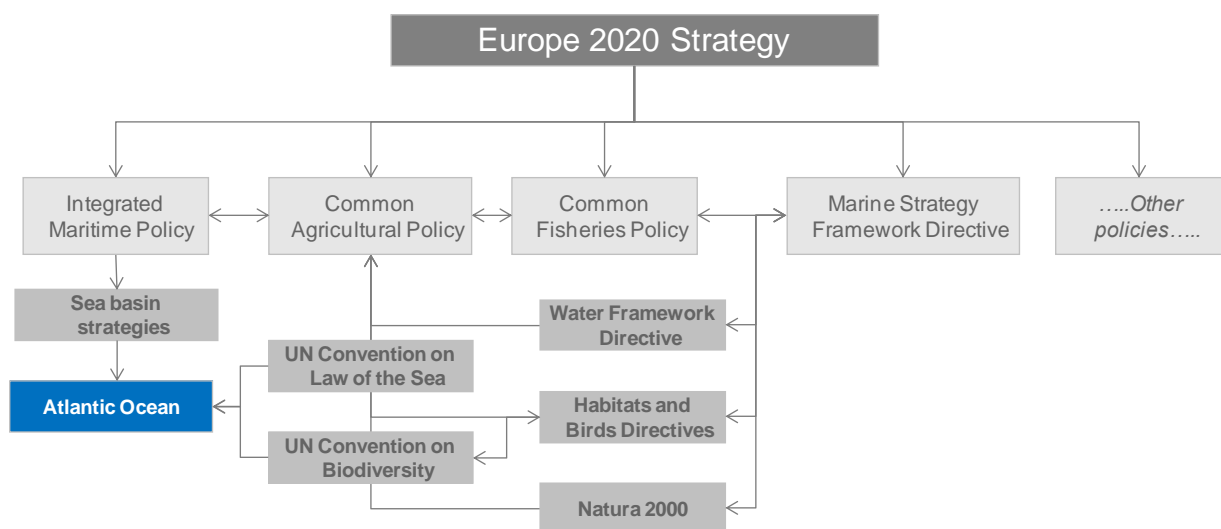 Europe 2020 Strategy
Integrated
Maritime Policy
Common
Agricultural Policy
Common
Fisheries Policy
Marine Strategy
Framework Directive
…..Other
policies…..
Sea basin
strategies
Water Framework
Directive
UN Convention on
Law of the Sea
Atlantic Ocean
Habitats and
Birds Directives
UN Convention on
Biodiversity
Natura 2000